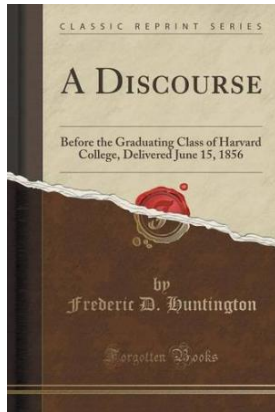 CLASSIC REPRINT SERIES
A DISCOURSE
Before the Graduating Class of Harvard
College, Delivered June 15, 1856
by
Frederic D. Huntington
Forgotten Books